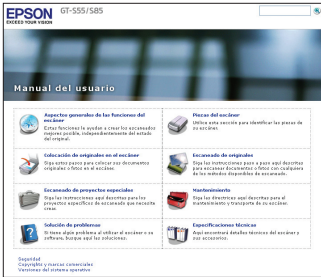 EPSON
EXCEED YOUR VISION
GT-S55/S85
Manual del usuario
Aspectos generales de las funciones del
escáner
Estas funciones le ayudan a crear los escaneados
mejores posible, independientemente del estado
del original.
Piezas del escáner
Utilice esta sección para identificar las piezas de
su escáner.
Colocación de originales en el escáner
Siga estos pasos para colocar sus documentos
originales o fotos en el escáner.
Escaneado de originales
Siga las instrucciones paso a paso aquí descritas
para escanear documentos o fotos con cualquiera
de los métodos disponibles de escaneado.
Escaneado de proyectos especiales
Siga las instrucciones aquí descritas para los
proyectos específicos de escaneado que necesite
crear.
Mantenimiento
Siga las directrices aquí descritas para el
mantenimiento y transporte de su escáner.
Solución de problemas
Si tiene algún problema al utilizar el escáner o su
software, busque aquí las soluciones.
Especificaciones técnicas
Aquí encontrará detalles técnicos del escáner y
sus accesorios.
Seguridad
Copyrights y marcas comerciales
Versiones del sistema operativo